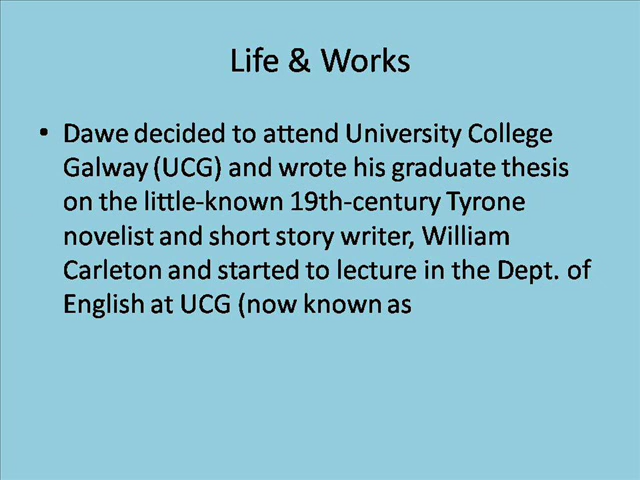 Life & Works
• Dawe decided to attend University College
Galway (UCG) and wrote his graduate thesis
on the little-known 19th-century Tyrone
novelist and short story writer, William
Carleton and started to lecture in the Dept. of
English at UCG (now known as